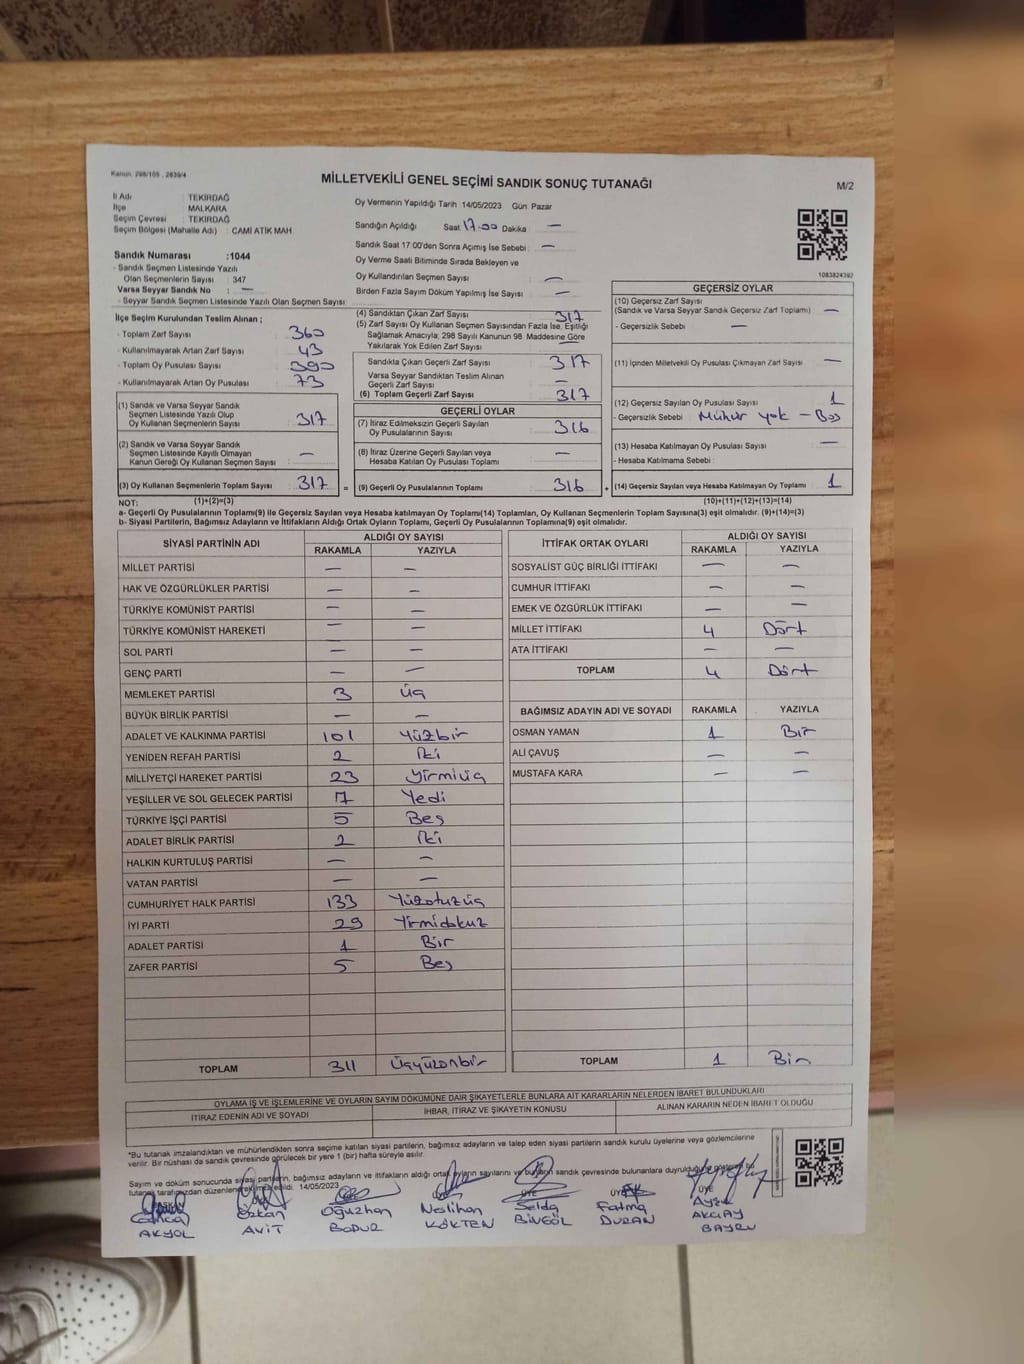 Kanun: 298/105 , 2839/4
MİLLETVEKİLİ GENEL SEÇİMİ SANDIK SONUÇ TUTANAĞI
M/2
İl Adı : TEKİRDAĞ
İlçe : MALKARA
Seçim Çevresi : TEKİRDAĞ
Seçim Bölgesi (Mahalle Adı) : CAMİ ATİK MAH
Sandık Numarası :1044
- Sandık Seçmen Listesinde Yazılı
Olan Seçmenlerin Sayısı : 347
Varsa Seyyar Sandık No : —
- Seyyar Sandık Seçmen Listesinde Yazılı Olan Seçmen Sayısı:
Oy Vermenin Yapıldığı Tarih :14/05/2023 Gün: Pazar
Sandığın Açıldığı Saat 17.00 Dakika : —
Sandık Saat 17.00'den Sonra Açımış İse Sebebi : —
Oy Verme Saati Bitiminde Sırada Bekleyen ve
Oy Kullandırılan Seçmen Sayısı : —
Birden Fazla Sayım Döküm Yapılmış İse Sayısı : —
1083824392
İlçe Seçim Kurulundan Teslim Alınan ;
- Toplam Zarf Sayısı : 360
- Kullanılmayarak Artan Zarf Sayısı : 43
- Toplam Oy Pusulası Sayısı : 390
- Kullanılmayarak Artan Oy Pusulası : 73
(1) Sandık ve Varsa Seyyar Sandık
Seçmen Listesinde Yazılı Olup
Oy Kullanan Seçmenlerin Sayısı : 317
(2) Sandık ve Varsa Seyyar Sandık
Seçmen Listesinde Kayıtlı Olmayan
Kanun Gereği Oy Kullanan Seçmen Sayısı : —
(3) Oy Kullanan Seçmenlerin Toplam Sayısı : 317 =
(4) Sandıktan Çıkan Zarf Sayısı : 317
(5) Zarf Sayısı Oy Kullanan Seçmen Sayısından Fazla İse, Eşitliği
Sağlamak Amacıyla, 298 Sayılı Kanunun 98. Maddesine Göre
Yakılarak Yok Edilen Zarf Sayısı : —
Sandıkta Çıkan Geçerli Zarf Sayısı : 317
Varsa Seyyar Sandıktan Teslim Alınan
Geçerli Zarf Sayısı : —
(6) Toplam Geçerli Zarf Sayısı : 317
GEÇERLİ OYLAR
(7) İtiraz Edilmeksizin Geçerli Sayılan
Oy Pusulalarının Sayısı : 316
(8) İtiraz Üzerine Geçerli Sayılan veya
Hesaba Katılan Oy Pusulası Toplamı : —
(9) Geçerli Oy Pusulalarının Toplamı : 316 +
GEÇERSİZ OYLAR
(10) Geçersiz Zarf Sayısı
(Sandık ve Varsa Seyyar Sandık Geçersiz Zarf Toplamı) : —
- Geçersizlik Sebebi : —
(11) İçinden Milletvekili Oy Pusulası Çıkmayan Zarf Sayısı : —
(12) Geçersiz Sayılan Oy Pusulası Sayısı : 1
- Geçersizlik Sebebi : Mühür yok - Boş
(13) Hesaba Katılmayan Oy Pusulası Sayısı : —
- Hesaba Katılmama Sebebi :
(14) Geçersiz Sayılan veya Hesaba Katılmayan Oy Toplamı : 1
NOT: (1)+(2)=(3) (10)+(11)+(12)+(13)=(14)
a- Geçerli Oy Pusulalarının Toplamı(9) ile Geçersiz Sayılan veya Hesaba katılmayan Oy Toplamı(14) Toplamları, Oy Kullanan Seçmenlerin Toplam Sayısına(3) eşit olmalıdır. (9)+(14)=(3)
b- Siyasi Partilerin, Bağımsız Adayların ve İttifakların Aldığı Ortak Oyların Toplamı, Geçerli Oy Pusulalarının Toplamına(9) eşit olmalıdır.
SİYASİ PARTİNİN ADI ALDIĞI OY SAYISI
RAKAMLA YAZIYLA
MİLLET PARTİSİ — —
HAK VE ÖZGÜRLÜKLER PARTİSİ — —
TÜRKİYE KOMÜNİST PARTİSİ — —
TÜRKİYE KOMÜNİST HAREKETİ — —
SOL PARTİ — —
GENÇ PARTİ — —
MEMLEKET PARTİSİ 3 üç
BÜYÜK BİRLİK PARTİSİ — —
ADALET VE KALKINMA PARTİSİ 101 Yüzbir
YENİDEN REFAH PARTİSİ 2 İki
MİLLİYETÇİ HAREKET PARTİSİ 23 Yirmiüç
YEŞİLLER VE SOL GELECEK PARTİSİ 7 Yedi
TÜRKİYE İŞÇİ PARTİSİ 5 Beş
ADALET BİRLİK PARTİSİ 2 İki
HALKIN KURTULUŞ PARTİSİ — —
VATAN PARTİSİ — —
CUMHURİYET HALK PARTİSİ 133 Yüzotuzüç
İYİ PARTİ 29 Yirmidokuz
ADALET PARTİSİ 1 Bir
ZAFER PARTİSİ 5 Beş
TOPLAM 311 Üçyüzonbir
İTTİFAK ORTAK OYLARI ALDIĞI OY SAYISI
RAKAMLA YAZIYLA
SOSYALİST GÜÇ BİRLİĞİ İTTİFAKI — —
CUMHUR İTTİFAKI — —
EMEK VE ÖZGÜRLÜK İTTİFAKI — —
MİLLET İTTİFAKI 4 Dört
ATA İTTİFAKI — —
TOPLAM 4 Dört
BAĞIMSIZ ADAYIN ADI VE SOYADI RAKAMLA YAZIYLA
OSMAN YAMAN 1 Bir
ALİ ÇAVUŞ — —
MUSTAFA KARA — —
TOPLAM 1 Bir
OYLAMA İŞ VE İŞLEMLERİNE VE OYLARIN SAYIM DÖKÜMÜNE DAİR ŞİKAYETLERLE BUNLARA AİT KARARLARIN NELERDEN İBARET BULUNDUKLARI
İTİRAZ EDENİN ADI VE SOYADI İHBAR, İTİRAZ VE ŞİKAYETİN KONUSU ALINAN KARARIN NEDEN İBARET OLDUĞU
*Bu tutanak imzalandıktan ve mühürlendikten sonra seçime katılan siyasi partilerin, bağımsız adayların ve talep eden siyasi partilerin sandık kurulu üyelerine veya gözlemcilerine
verilir. Bir nüshası da sandık çevresinde görülecek bir yere 1 (bir) hafta süreyle asılır.
Sayım ve döküm sonucunda siyasi partilerin, bağımsız adayların ve ittifakların aldığı ortak oyların sayılarını ve bunların sandık çevresinde bulunanlara duyurulduğunu
tutanak tarafımızdan düzenlenerek imza edildi. 14/05/2023
BAŞKAN ÜYE ÜYE ÜYE ÜYE
Özkan Oğuzhan Neslihan Selda Fatma
AKYOL AVİT BODUR KÖKTEN BİNGÖL DURAN AKÇAY